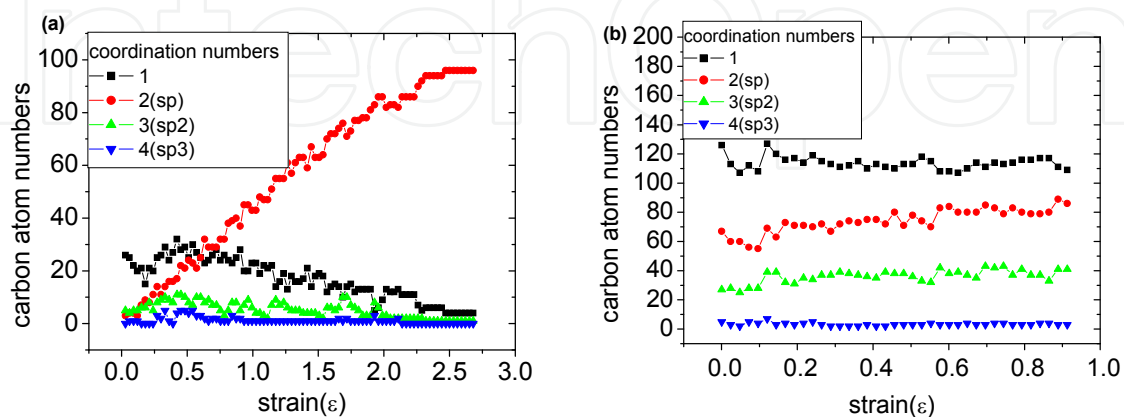 IntechOpen
(a)
coordination numbers
1
2(sp)
3(sp2)
4(sp3)
100
80
60
40
20
0
carbon atom numbers
0.0 0.5 1.0 1.5 2.0 2.5 3.0
strain(ε)
(b)
coordination numbers
1
2(sp)
3(sp2)
4(sp3)
200
180
160
140
120
100
80
60
40
20
0
carbon atom numbers
0.0 0.2 0.4 0.6 0.8 1.0
strain(ε)